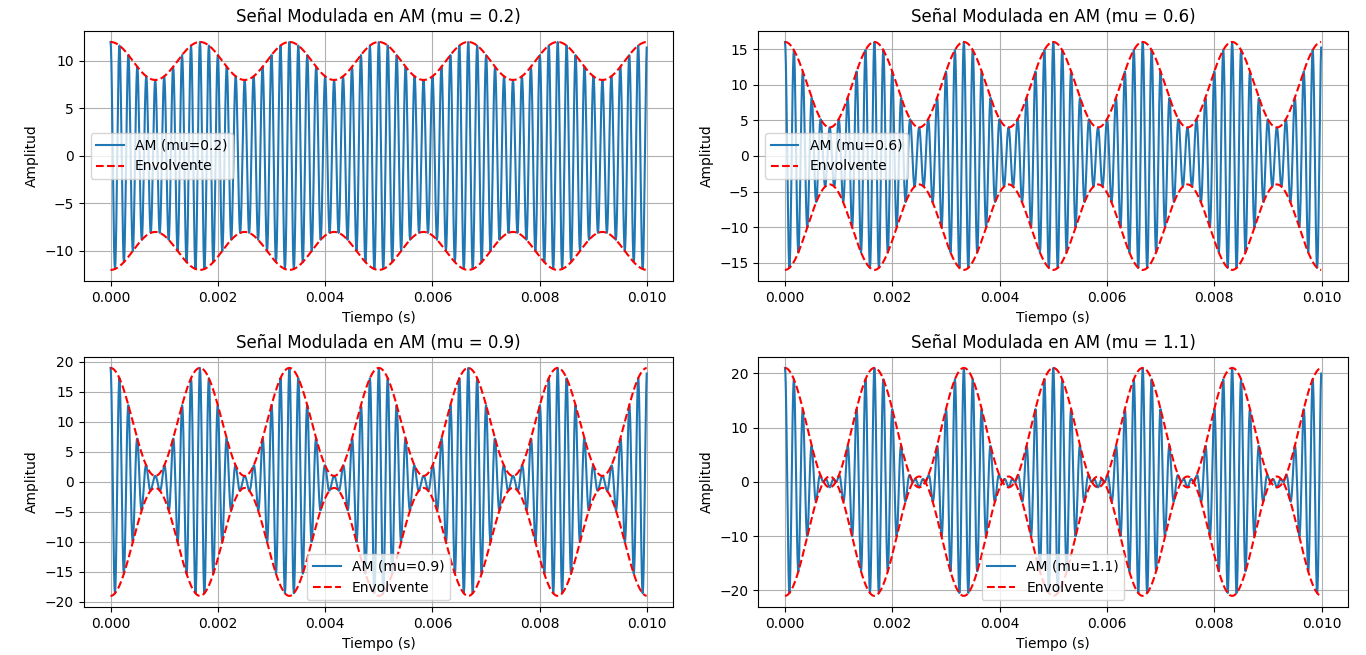 Señal Modulada en AM (mu = 0.2)
10
5
0
−5
−10
Amplitud
AM (mu=0.2)
Envolvente
0.000 0.002 0.004 0.006 0.008 0.010
Tiempo (s)
Señal Modulada en AM (mu = 0.6)
15
10
5
0
−5
−10
−15
Amplitud
AM (mu=0.6)
Envolvente
0.000 0.002 0.004 0.006 0.008 0.010
Tiempo (s)
Señal Modulada en AM (mu = 0.9)
20
15
10
5
0
−5
−10
−15
−20
Amplitud
AM (mu=0.9)
Envolvente
0.000 0.002 0.004 0.006 0.008 0.010
Tiempo (s)
Señal Modulada en AM (mu = 1.1)
20
10
0
−10
−20
Amplitud
AM (mu=1.1)
Envolvente
0.000 0.002 0.004 0.006 0.008 0.010
Tiempo (s)